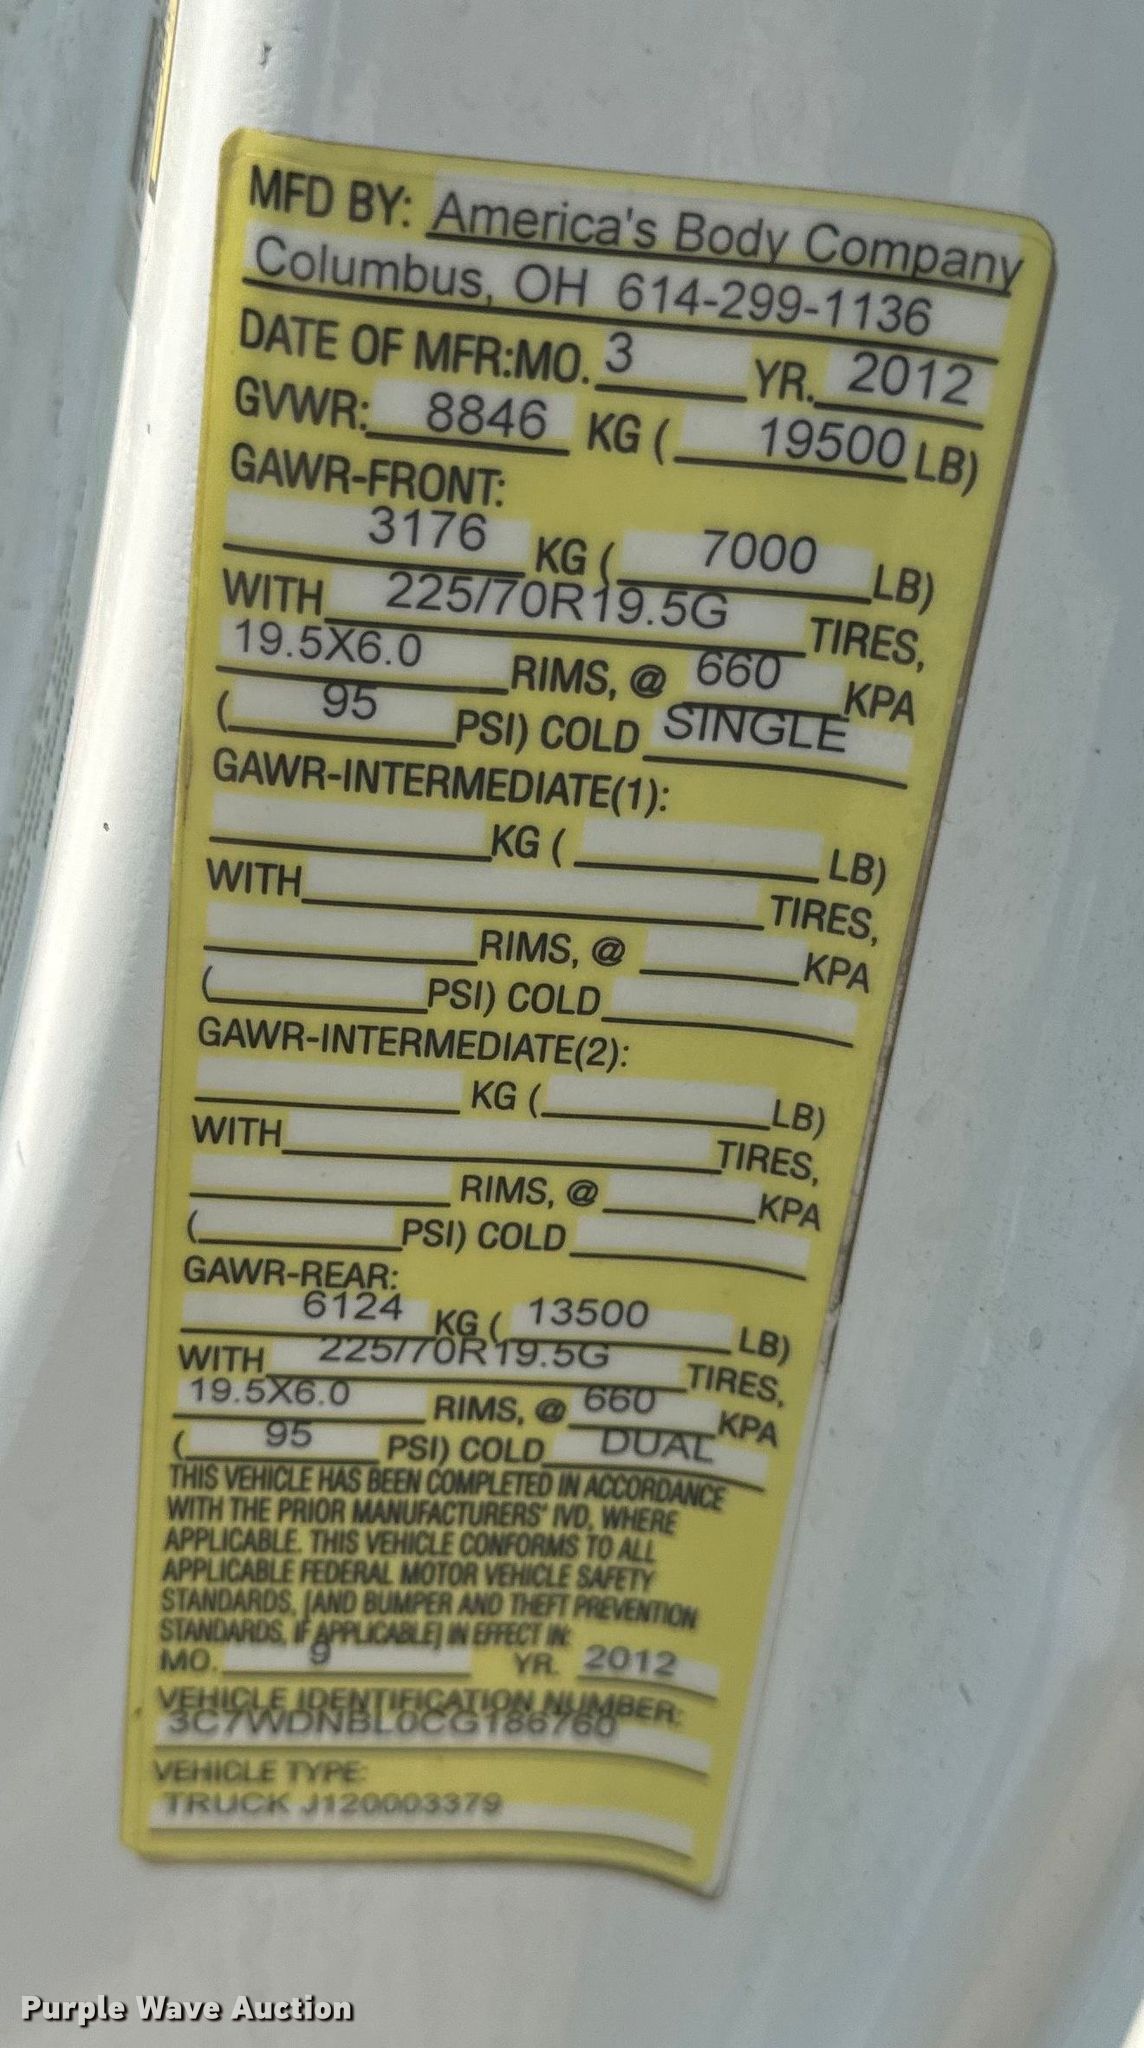 MFD BY: America's Body Company
Columbus, OH 614-299-1136
DATE OF MFR:MO. 3 YR. 2012
GVWR: 8846 KG ( 19500 LB)
GAWR-FRONT:
3176 KG ( 7000 LB)
WITH 225/70R19.5G TIRES,
19.5X6.0 RIMS, @ 660 KPA
( 95 PSI) COLD SINGLE
GAWR-INTERMEDIATE(1):
KG ( LB)
WITH TIRES,
RIMS, @ KPA
( PSI) COLD
GAWR-INTERMEDIATE(2):
KG ( LB)
WITH TIRES,
RIMS, @ KPA
( PSI) COLD
GAWR-REAR:
6124 KG ( 13500 LB)
WITH 225/70R19.5G TIRES,
19.5X6.0 RIMS, @ 660 KPA
( 95 PSI) COLD DUAL
THIS VEHICLE HAS BEEN COMPLETED IN ACCORDANCE
WITH THE PRIOR MANUFACTURERS' IVD, WHERE
APPLICABLE. THIS VEHICLE CONFORMS TO ALL
APPLICABLE FEDERAL MOTOR VEHICLE SAFETY
STANDARDS, [AND BUMPER AND THEFT PREVENTION
STANDARDS, IF APPLICABLE] IN EFFECT IN:
MO. 9 YR. 2012
VEHICLE IDENTIFICATION NUMBER:
3C7WDNBL0CG186760
VEHICLE TYPE:
TRUCK J120003379
Purple Wave Auction